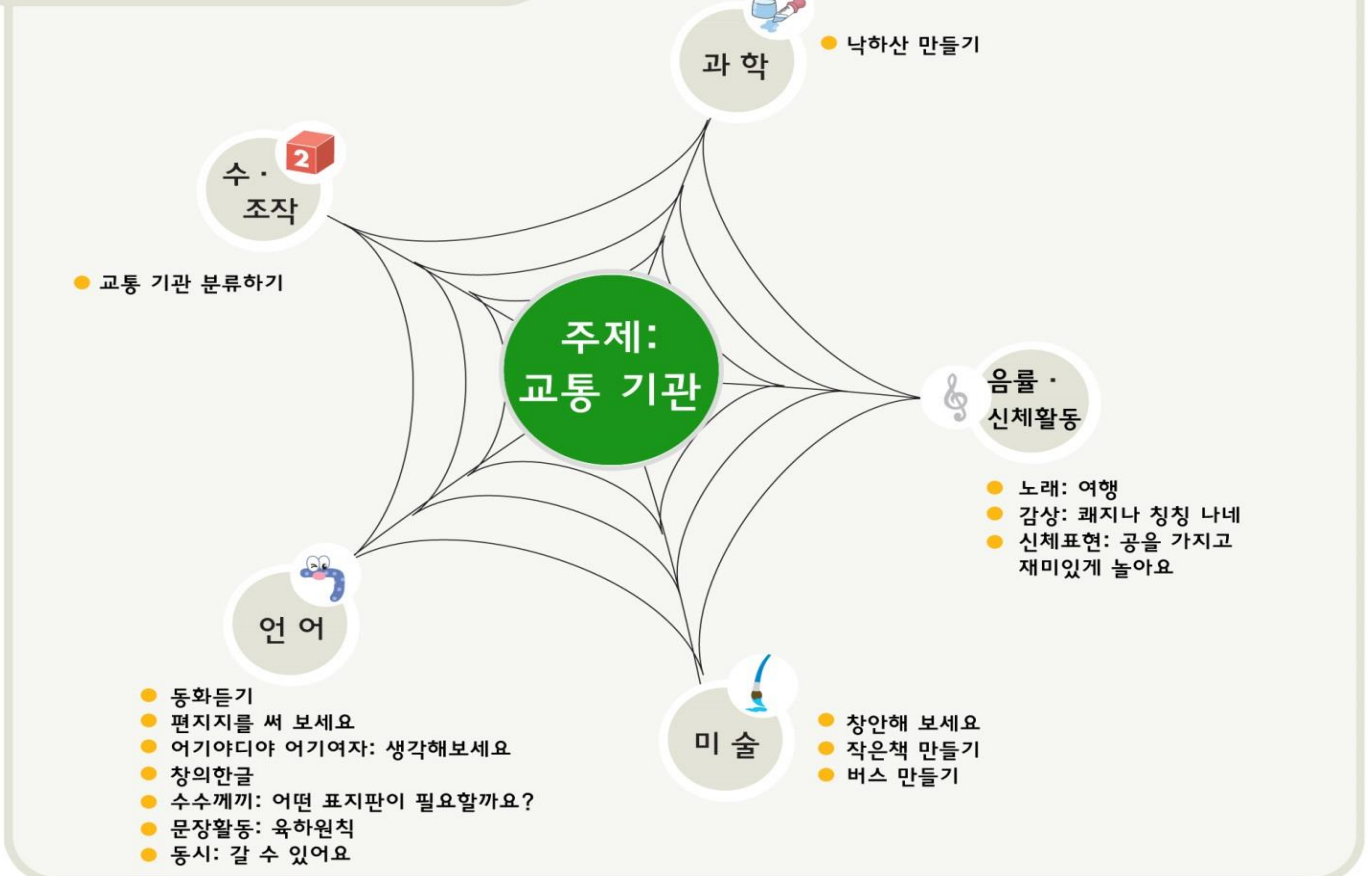 과 학
낙하산 만들기
2
수 ·
조작
교통 기관 분류하기
주제:
교통 기관
음률 ·
신체활동
노래: 여행
감상: 쾌지나 칭칭 나네
신체표현: 공을 가지고
재미있게 놀아요
언 어
동화듣기
편지지를 써 보세요
어기야디야 어기여자: 생각해보세요
창의한글
수수께끼: 어떤 표지판이 필요할까요?
문장활동: 육하원칙
동시: 갈 수 있어요
미 술
창안해 보세요
작은책 만들기
버스 만들기